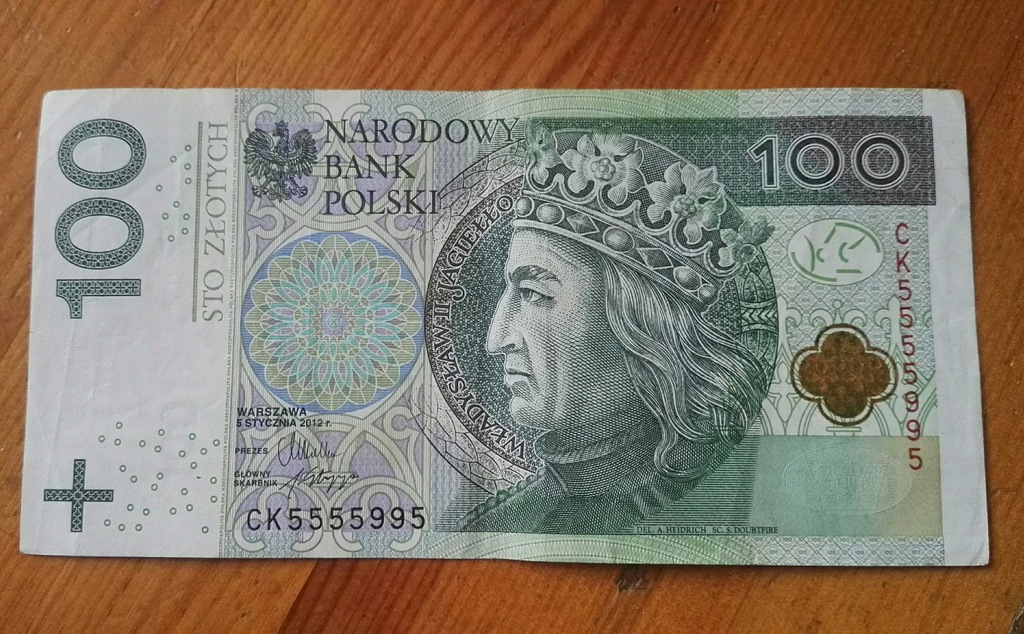 100
STO ZŁOTYCH
NARODOWY
BANK
POLSKI
WŁADYSŁAW II JAGIEŁŁO
100
CK5555995
WARSZAWA
5 STYCZNIA 2012 r.
PREZES
GŁÓWNY
SKARBNIK
CK5555995
DEL. A. HEIDRICH SC. S. DOUBTFIRE